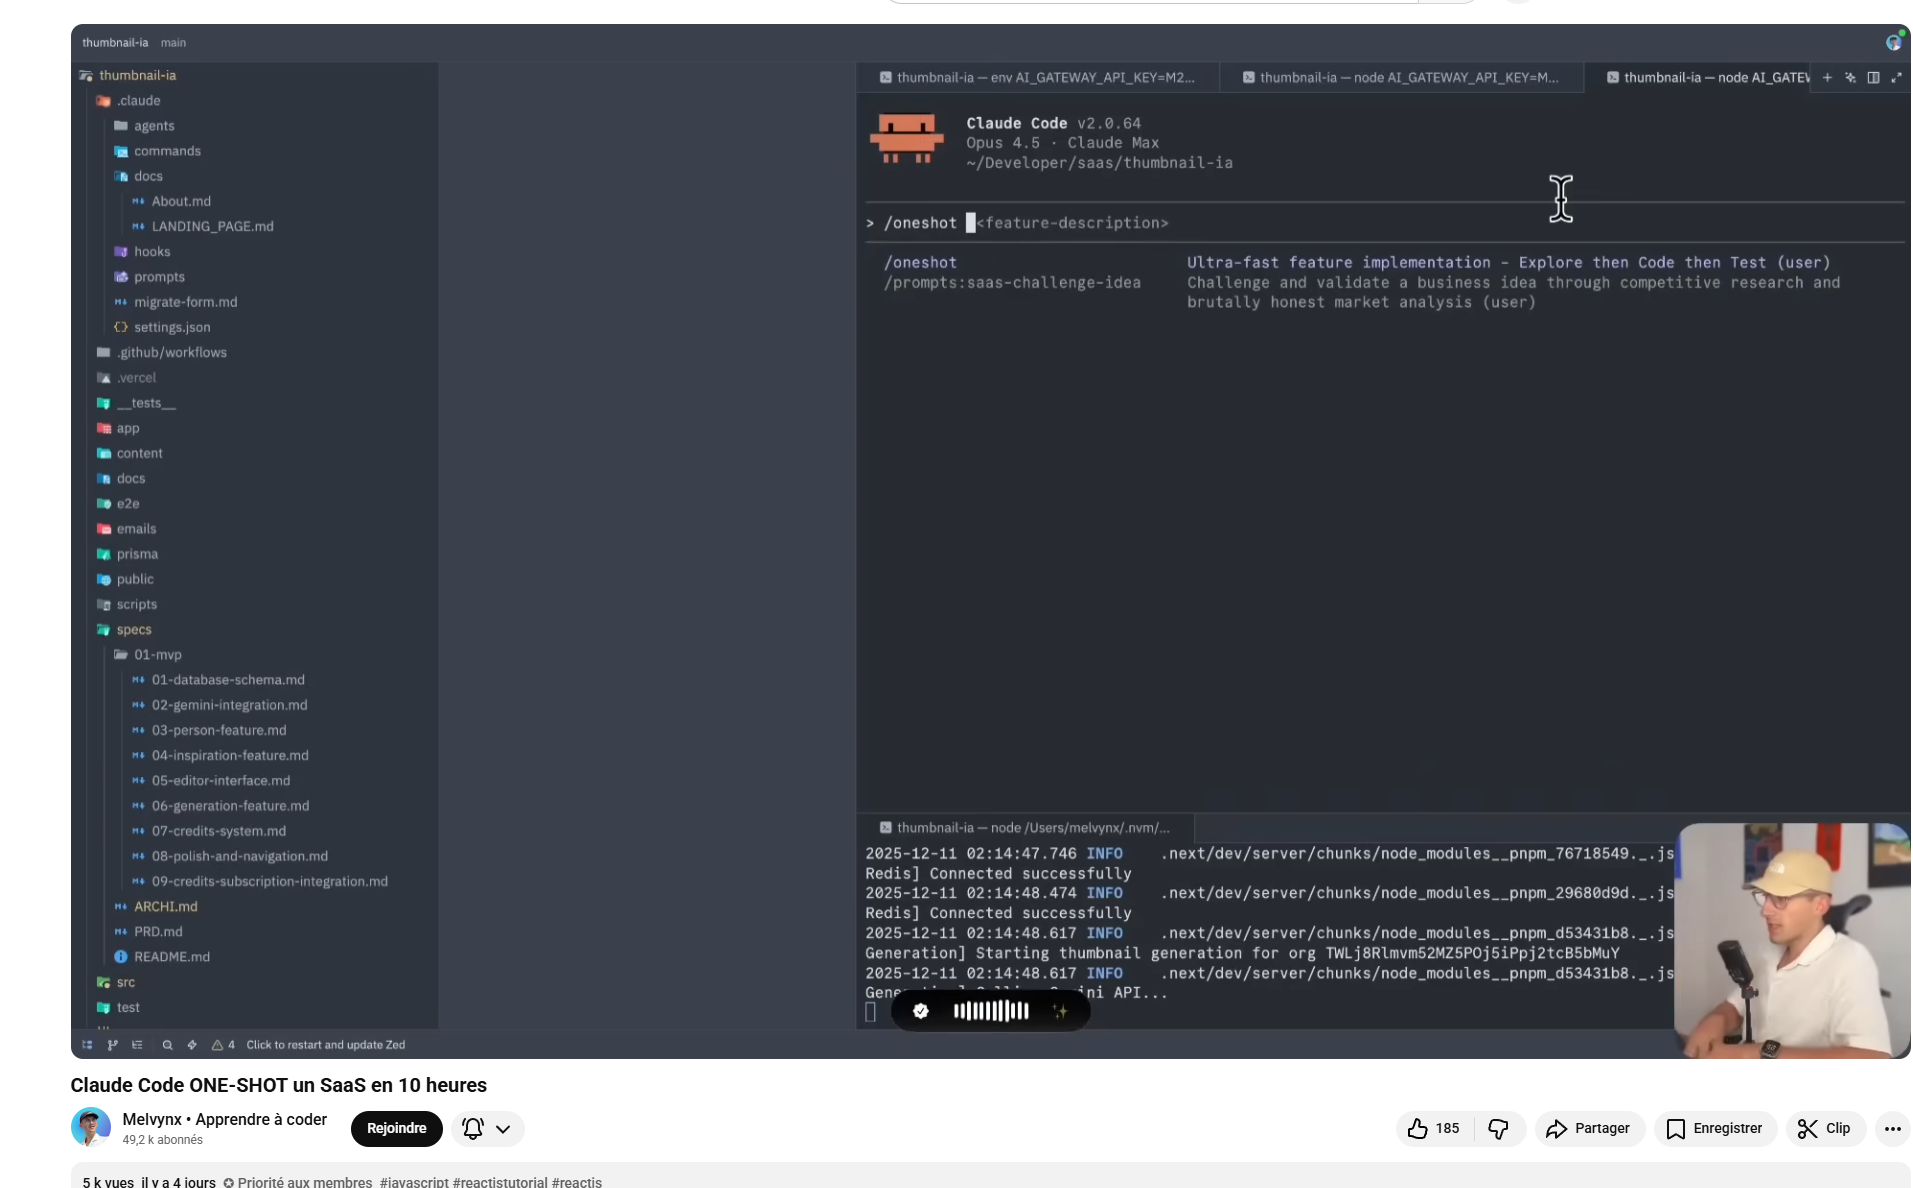 thumbnail-ia main
thumbnail-ia
.claude
agents
commands
docs
About.md
LANDING_PAGE.md
hooks
prompts
migrate-form.md
settings.json
.github/workflows
.vercel
__tests__
app
content
docs
e2e
emails
prisma
public
scripts
specs
01-mvp
01-database-schema.md
02-gemini-integration.md
03-person-feature.md
04-inspiration-feature.md
05-editor-interface.md
06-generation-feature.md
07-credits-system.md
08-polish-and-navigation.md
09-credits-subscription-integration.md
ARCHI.md
PRD.md
README.md
src
test
thumbnail-ia — env AI_GATEWAY_API_KEY=M2...
thumbnail-ia — node AI_GATEWAY_API_KEY=M...
thumbnail-ia — node AI_GATEW
Claude Code v2.0.64
Opus 4.5 · Claude Max
~/Developer/saas/thumbnail-ia
> /oneshot <feature-description>
/oneshot Ultra-fast feature implementation - Explore then Code then Test (user)
/prompts:saas-challenge-idea Challenge and validate a business idea through competitive research and
brutally honest market analysis (user)
thumbnail-ia — node /Users/melvynx/.nvm/...
2025-12-11 02:14:47.746 INFO .next/dev/server/chunks/node_modules__pnpm_76718549._.js
Redis] Connected successfully
2025-12-11 02:14:48.474 INFO .next/dev/server/chunks/node_modules__pnpm_29680d9d._.js
Redis] Connected successfully
2025-12-11 02:14:48.617 INFO .next/dev/server/chunks/node_modules__pnpm_d53431b8._.js
Generation] Starting thumbnail generation for org TWLj8Rlmvm52MZ5POj5iPpj2tcB5bMuY
2025-12-11 02:14:48.617 INFO .next/dev/server/chunks/node_modules__pnpm_d53431b8._.js
API...
4 Click to restart and update Zed
Claude Code ONE-SHOT un SaaS en 10 heures
Melvynx • Apprendre à coder
49,2 k abonnés
Rejoindre
185
Partager
Enregistrer
Clip
5 k vues il y a 4 jours Priorité aux membres #javascript #reactjstutorial #reactjs